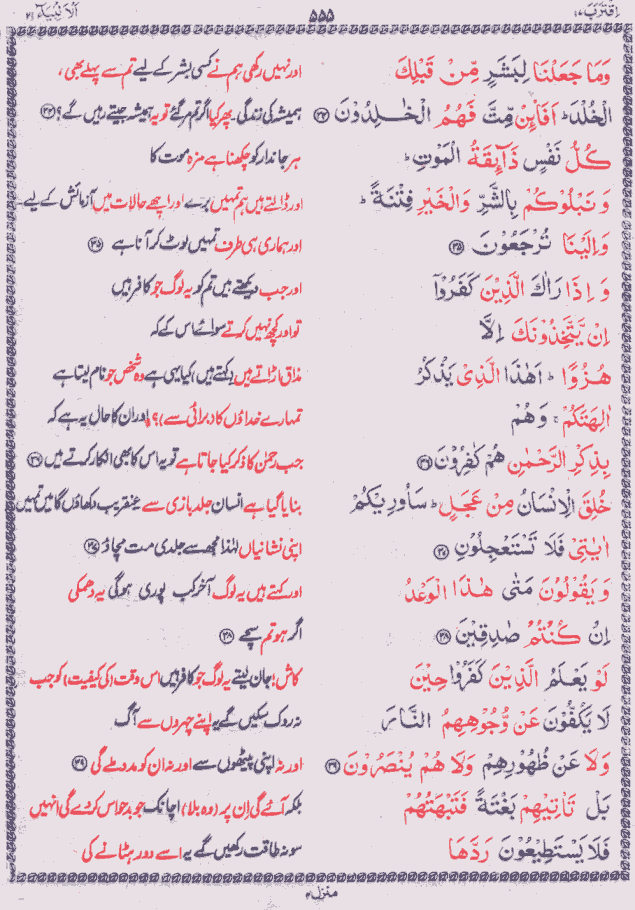 اِقْتَرَبَ ١٧
۵۵۵
اَلْاَنْبِيَآء ٢١
وَمَا جَعَلْنَا لِبَشَرٍ مِّنْ قَبْلِكَ
اور نہیں رکھی ہم نے کسی بشر کے لیے تم سے پہلے بھی ،
الْخُلْدَ ؕ اَفَاۡئِنْ مِّتَّ فَهُمُ الْخٰلِدُوْنَ ﴿۳۴﴾
ہمیشہ کی زندگی۔ پھر کیا اگر تم مر گئے تو یہ ہمیشہ جیتے رہیں گے؟ ﴿۳۴﴾
كُلُّ نَفْسٍ ذَآئِقَةُ الْمَوْتِ ؕ
ہر جاندار کو چکھنا ہے مزہ موت کا
وَ نَبْلُوْكُمْ بِالشَّرِّ وَالْخَيْرِ فِتْنَةً ؕ
اور ڈالتے ہیں ہم تمہیں برے اور اچھے حالات میں آزمائش کے لیے۔
وَاِلَيْنَا تُرْجَعُوْنَ ﴿۳۵﴾
اور ہماری ہی طرف تمہیں لوٹ کر آنا ہے ﴿۳۵﴾
وَ اِذَا رَاٰكَ الَّذِيْنَ كَفَرُوْۤا
اور جب دیکھتے ہیں تم کو یہ لوگ جو کافر ہیں
اِنْ يَّتَّخِذُوْنَكَ اِلَّا
تو اور کچھ نہیں کرتے سوائے اس کے کہ
هُزُوًا ؕ اَهٰذَا الَّذِيْ يَذْكُرُ
مذاق اڑاتے ہیں (کہتے ہیں) کیا یہی ہے وہ شخص جو نام لیتا ہے
اٰلِهَتَكُمْ ۚ وَهُمْ
تمہارے خداؤں کا (برائی سے)؟ اور ان کا حال یہ ہے کہ
بِذِكْرِ الرَّحْمٰنِ هُمْ كٰفِرُوْنَ ﴿۳۶﴾
جب رحمٰن کا ذکر کیا جاتا ہے تو یہ اس کا بھی انکار کرتے ہیں ﴿۳۶﴾
خُلِقَ الْاِنْسَانُ مِنْ عَجَلٍ ؕ سَاُورِيْكُمْ
بنایا گیا ہے انسان جلد بازی سے عنقریب دکھاؤں گا میں تمہیں
اٰيٰتِيْ فَلَا تَسْتَعْجِلُوْنِ ﴿۳۷﴾
اپنی نشانیاں لہٰذا مجھ سے جلدی مت مچاؤ ﴿۳۷﴾
وَ يَقُوْلُوْنَ مَتٰى هٰذَا الْوَعْدُ
اور کہتے ہیں یہ لوگ آخر کب پوری ہوگی یہ دھمکی
اِنْ كُنْتُمْ صٰدِقِيْنَ ﴿۳۸﴾
اگر ہو تم سچے ﴿۳۸﴾
لَوْ يَعْلَمُ الَّذِيْنَ كَفَرُوْا حِيْنَ
کاش! جان لیتے یہ لوگ جو کافر ہیں اس وقت (کی کیفیت) کو جب
لَا يَكُفُّوْنَ عَنْ وُّجُوْهِهِمُ النَّارَ
نہ روک سکیں گے یہ اپنے چہروں سے آگ
وَلَا عَنْ ظُهُوْرِهِمْ وَلَا هُمْ يُنْصَرُوْنَ ﴿۳۹﴾
اور نہ اپنی پیٹھوں سے اور نہ ان کو مدد ملے گی ﴿۳۹﴾
بَلْ تَاْتِيْهِمْ بَغْتَةً فَتَبْهَتُهُمْ
بلکہ آئے گی ان پر (وہ بلا) اچانک جو بدحواس کر دے گی انہیں
فَلَا يَسْتَطِيْعُوْنَ رَدَّهَا
سو نہ طاقت رکھیں گے یہ اسے دور ہٹانے کی
منزل ۴